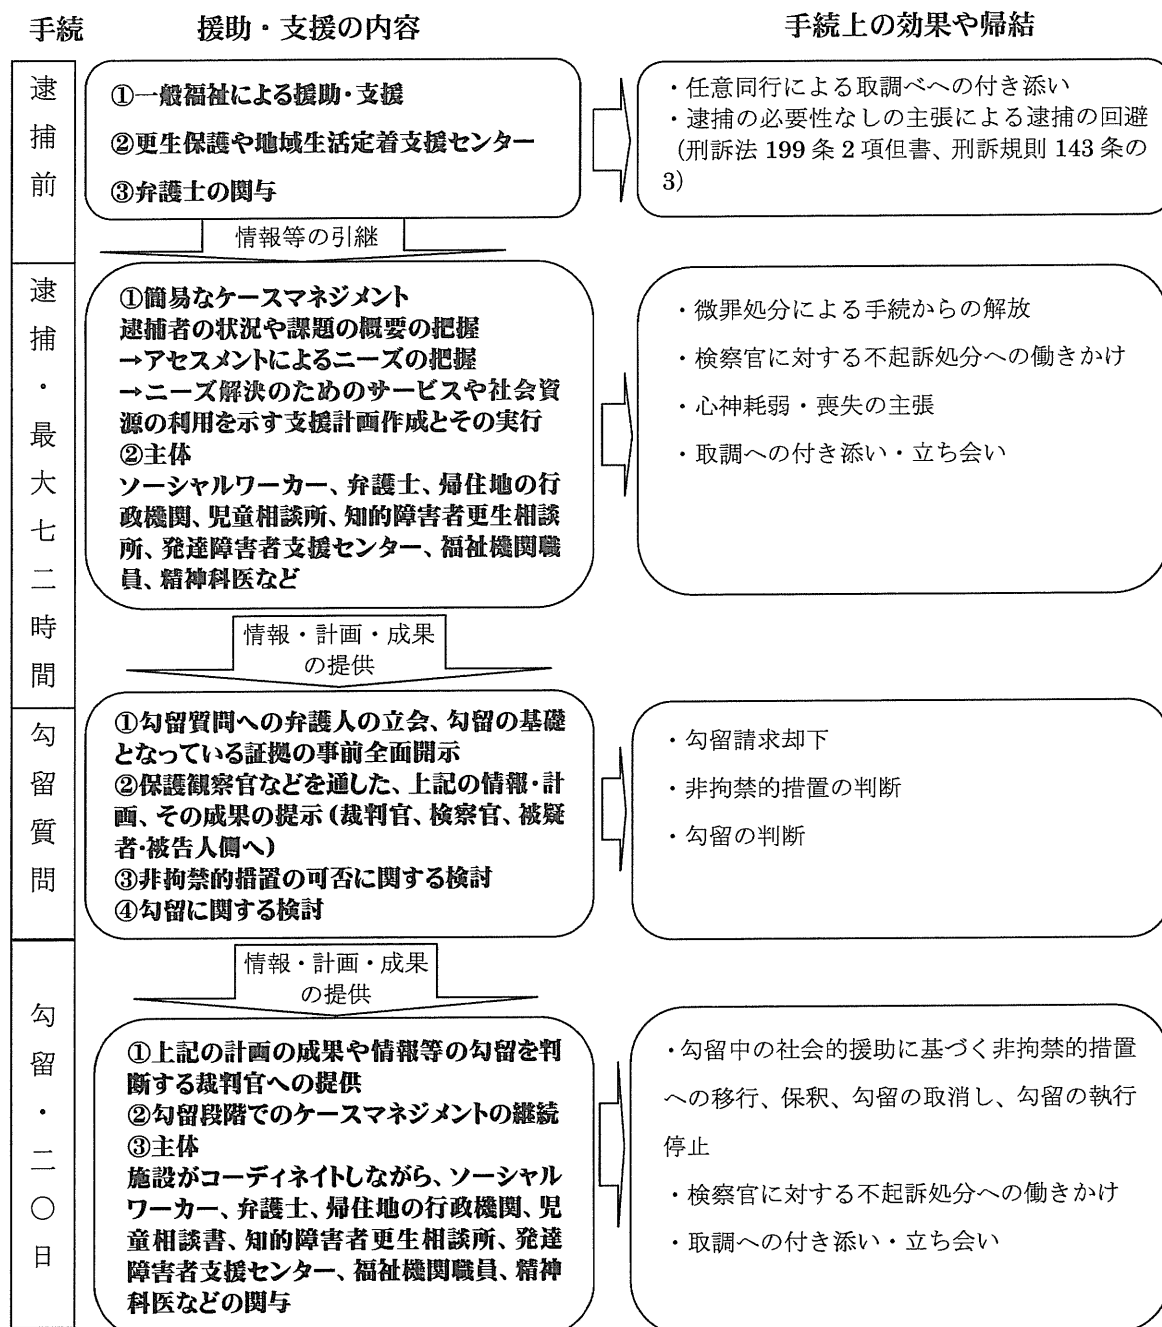 手続
援助・支援の内容
手続上の効果や帰結
逮捕前
①一般福祉による援助・支援
②更生保護や地域生活定着支援センター
③弁護士の関与
・任意同行による取調べへの付き添い
・逮捕の必要性なしの主張による逮捕の回避
(刑訴法 199 条 2 項但書、刑訴規則 143 条の
3)
情報等の引継
逮捕・最大七二時間
①簡易なケースマネジメント
逮捕者の状況や課題の概要の把握
→アセスメントによるニーズの把握
→ニーズ解決のためのサービスや社会資
源の利用を示す支援計画作成とその実行
②主体
ソーシャルワーカー、弁護士、帰住地の行
政機関、児童相談所、知的障害者更生相談
所、発達障害者支援センター、福祉機関職
員、精神科医など
・微罪処分による手続からの解放
・検察官に対する不起訴処分への働きかけ
・心神耗弱・喪失の主張
・取調への付き添い・立ち会い
情報・計画・成果
の提供
勾留質問
①勾留質問への弁護人の立会、勾留の基礎
となっている証拠の事前全面開示
②保護観察官などを通した、上記の情報・計
画、その成果の提示(裁判官、検察官、被疑
者・被告人側へ)
③非拘禁的措置の可否に関する検討
④勾留に関する検討
・勾留請求却下
・非拘禁的措置の判断
・勾留の判断
情報・計画・成果
の提供
勾留・二〇日
①上記の計画の成果や情報等の勾留を判
断する裁判官への提供
②勾留段階でのケースマネジメントの継続
③主体
施設がコーディネイトしながら、ソーシャル
ワーカー、弁護士、帰住地の行政機関、児
童相談書、知的障害者更生相談所、発達
障害者支援センター、福祉機関職員、精神
科医などの関与
・勾留中の社会的援助に基づく非拘禁的措置
への移行、保釈、勾留の取消し、勾留の執行
停止
・検察官に対する不起訴処分への働きかけ
・取調への付き添い・立ち会い